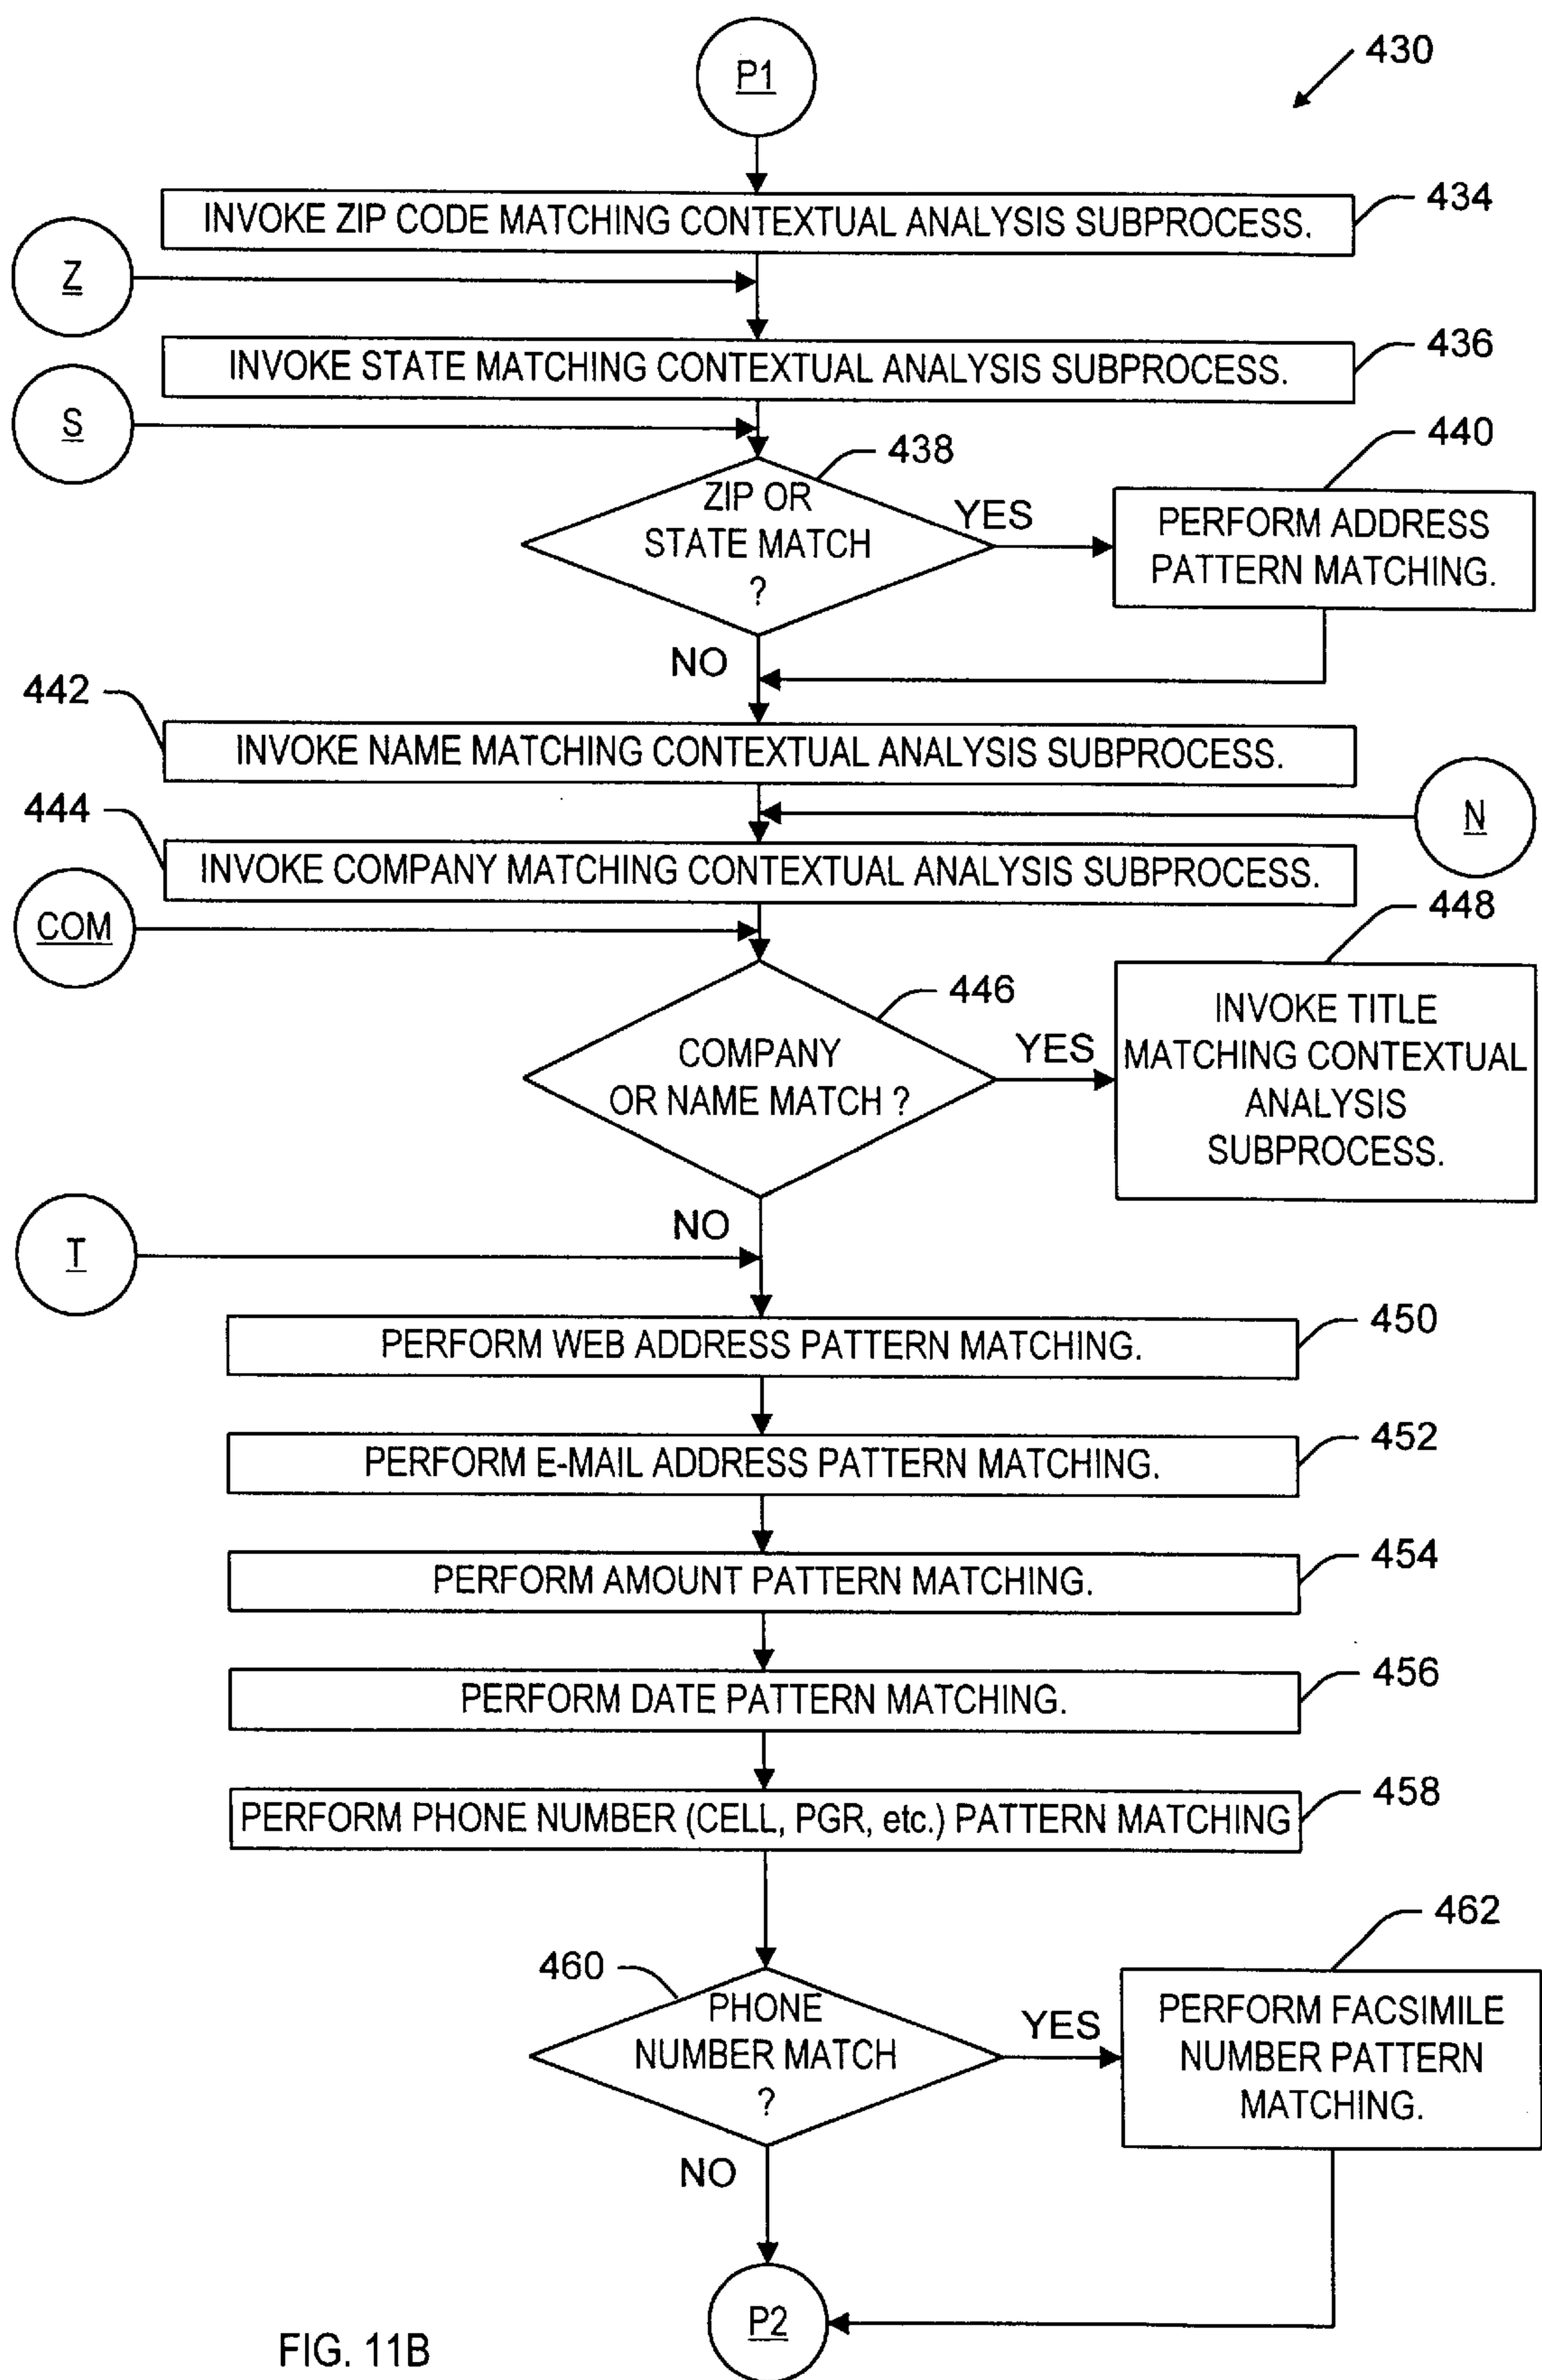 P1
430
INVOKE ZIP CODE MATCHING CONTEXTUAL ANALYSIS SUBPROCESS.
434
Z
INVOKE STATE MATCHING CONTEXTUAL ANALYSIS SUBPROCESS.
436
S
438
ZIP OR
STATE MATCH
?
YES
440
PERFORM ADDRESS
PATTERN MATCHING.
NO
442
INVOKE NAME MATCHING CONTEXTUAL ANALYSIS SUBPROCESS.
N
444
INVOKE COMPANY MATCHING CONTEXTUAL ANALYSIS SUBPROCESS.
COM
446
COMPANY
OR NAME MATCH ?
YES
448
INVOKE TITLE
MATCHING CONTEXTUAL
ANALYSIS
SUBPROCESS.
NO
T
PERFORM WEB ADDRESS PATTERN MATCHING.
450
PERFORM E-MAIL ADDRESS PATTERN MATCHING.
452
PERFORM AMOUNT PATTERN MATCHING.
454
PERFORM DATE PATTERN MATCHING.
456
PERFORM PHONE NUMBER (CELL, PGR, etc.) PATTERN MATCHING
458
460
PHONE
NUMBER MATCH
?
YES
462
PERFORM FACSIMILE
NUMBER PATTERN
MATCHING.
NO
P2
FIG. 11B